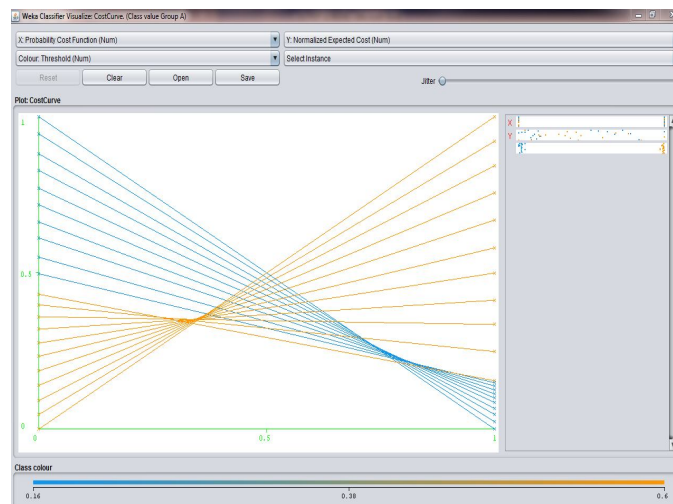 Weka Classifier Visualize: CostCurve. (Class value Group A)
X: Probability Cost Function (Num) Y: Normalized Expected Cost (Num)
Colour: Threshold (Num) Select Instance
Reset Clear Open Save Jitter
Plot: CostCurve
1
X
Y
0.5
0
0 0.5 1
Class colour
0.16 0.38 0.6